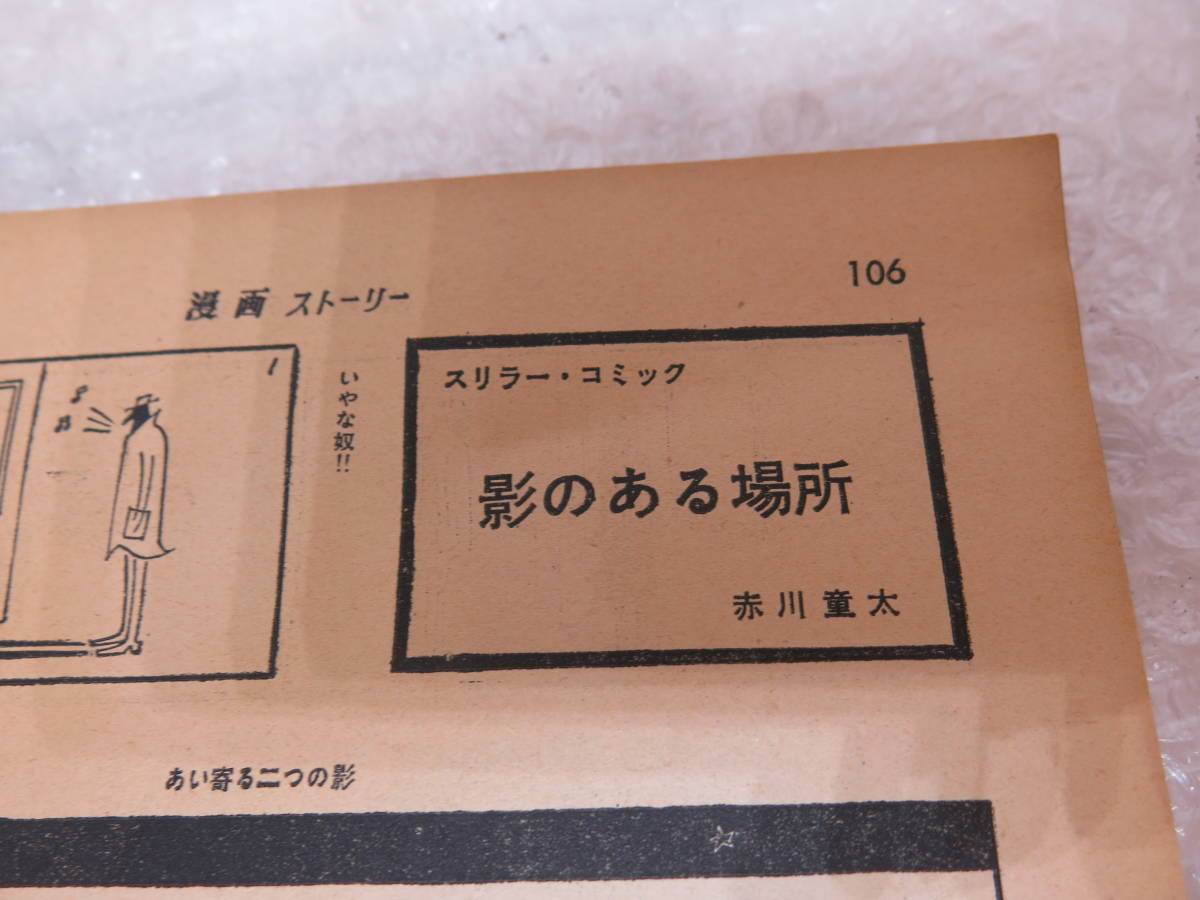 106
漫画 ストーリー
スリラー・コミック
影のある場所
赤川童太
いやな奴!!
1
あい寄る二つの影